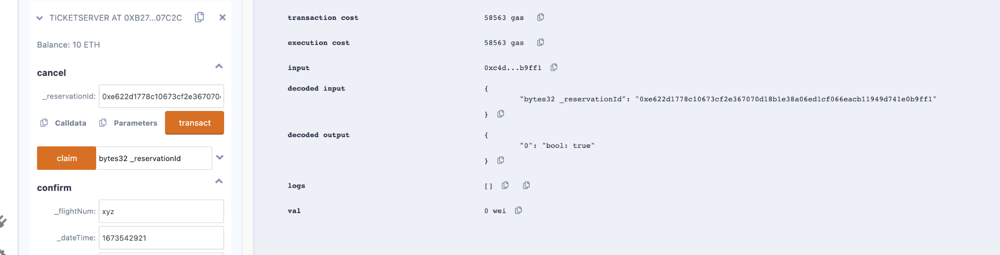 TICKETSERVER AT 0XB27...07C2C
Balance: 10 ETH
cancel
_reservationId: 0xe622d1778c10673cf2e367070
Calldata Parameters transact
claim bytes32 _reservationId
confirm
_flightNum: xyz
_dateTime: 1673542921
transaction cost 58563 gas
execution cost 58563 gas
input 0xc4d...b9ff1
decoded input {
"bytes32 _reservationId": "0xe622d1778c10673cf2e367070d18b1e38a06ed1cf066eacb11949d741e0b9ff1"
}
decoded output {
"0": "bool: true"
}
logs []
val 0 wei